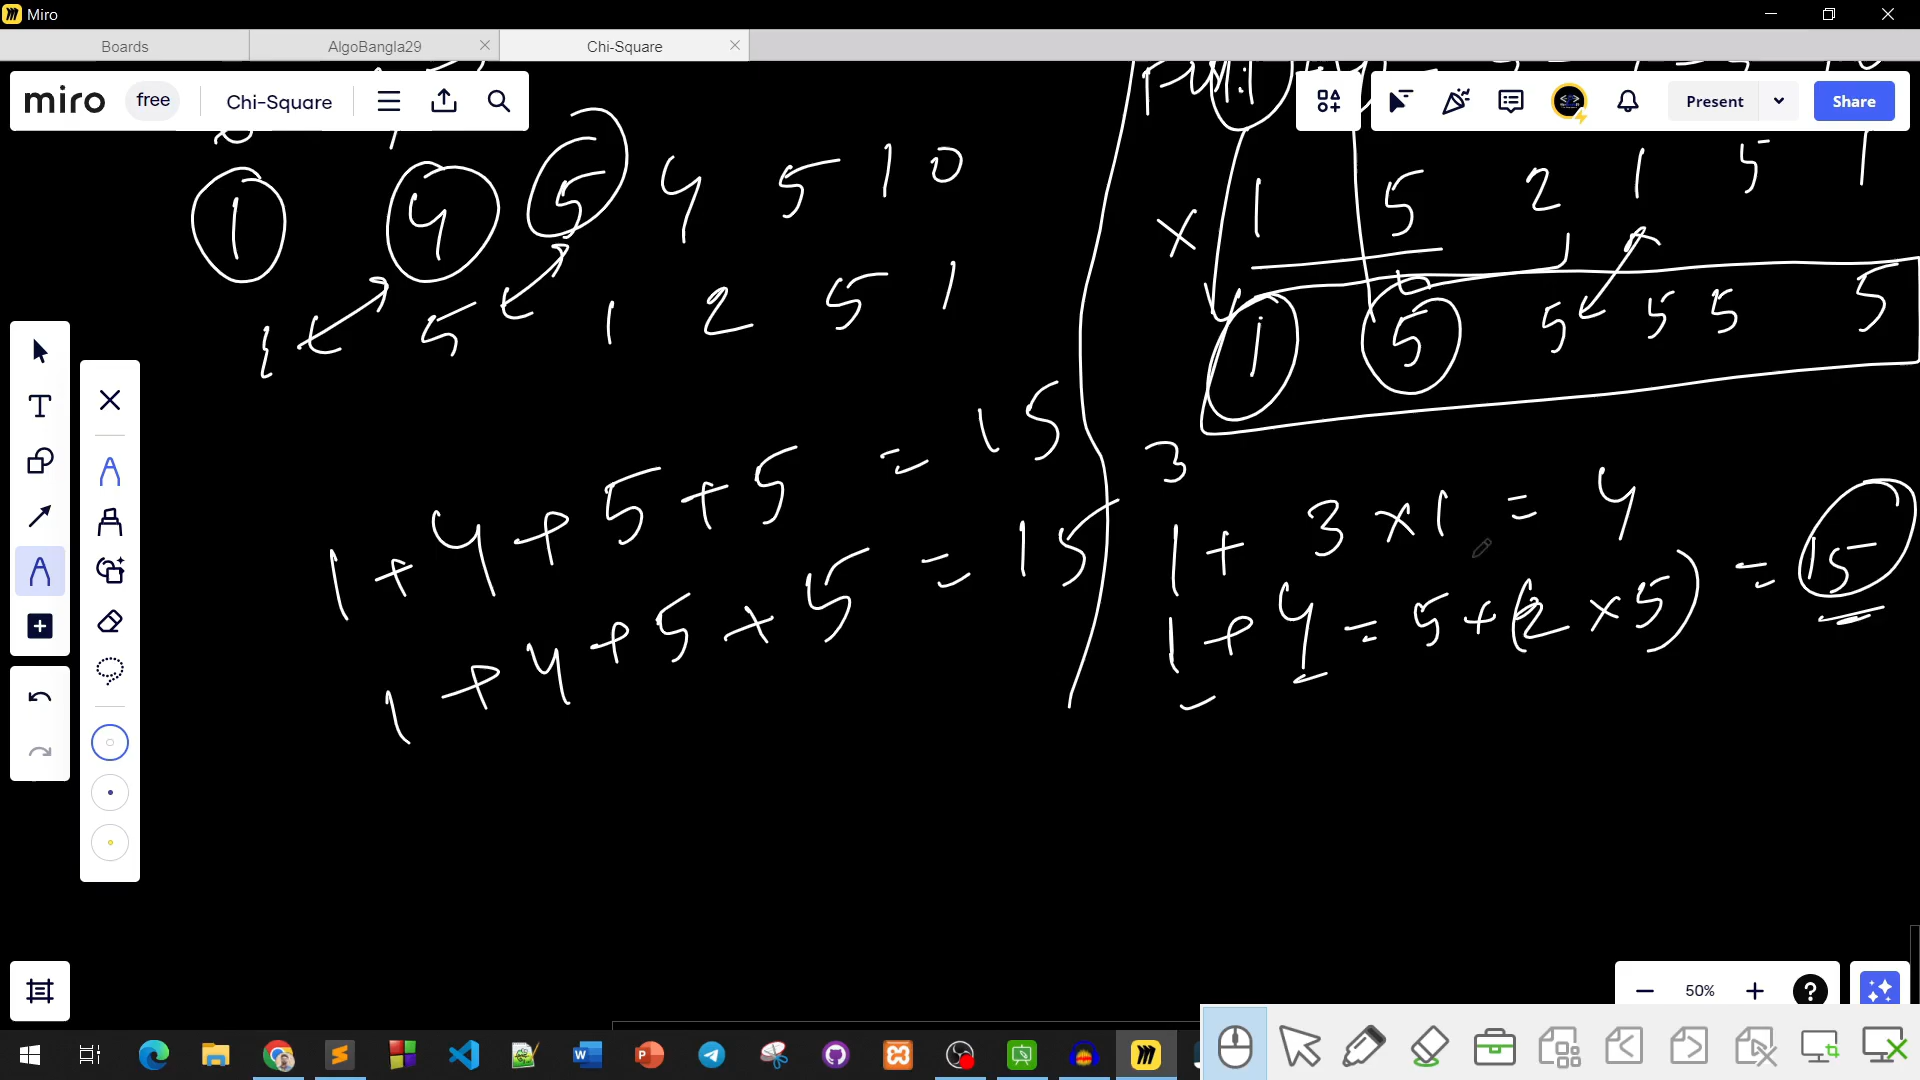 Miro
Boards
AlgoBangla29
Chi-Square
miro
free
Chi-Square
Present
Share
1 4 5 4 5 1 0
1 5 1 2 5 1
1 + 4 + 5 + 5 = 15
1 + 4 + 5 + 5 = 15
× 1 5 2 1 5 1
1 5 5 5 5 5
3
1 + 3 × 1 = 4
1 + 4 = 5 + (2 × 5) = 15
50%